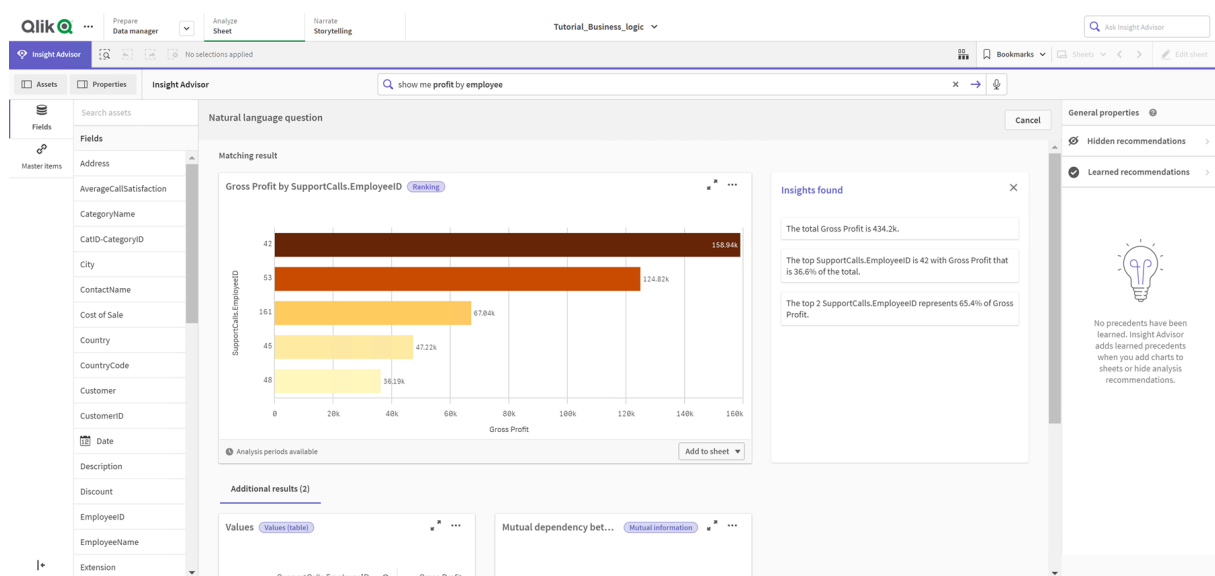 Qlik
Prepare
Data manager
Analyze
Sheet
Narrate
Storytelling
Tutorial_Business_logic
Ask Insight Advisor
Insight Advisor
No selections applied
Bookmarks
Sheets
Edit sheet
Assets
Properties
Insight Advisor
show me profit by employee
Fields
Master items
Search assets
Fields
Address
AverageCallSatisfaction
CategoryName
CatID-CategoryID
City
ContactName
Cost of Sale
Country
CountryCode
Customer
CustomerID
Date
Description
Discount
EmployeeID
EmployeeName
Extension
Natural language question
Cancel
Matching result
Gross Profit by SupportCalls.EmployeeID Ranking
SupportCalls.EmployeeID
42 158.94k
53 124.82k
161 67.04k
45 47.22k
48 36.19k
0 20k 40k 60k 80k 100k 120k 140k 160k
Gross Profit
Analysis periods available
Add to sheet
Insights found
The total Gross Profit is 434.2k.
The top SupportCalls.EmployeeID is 42 with Gross Profit that
is 36.6% of the total.
The top 2 SupportCalls.EmployeeID represents 65.4% of Gross
Profit.
Additional results (2)
Values Values (table)
Mutual dependency bet... Mutual information
General properties
Hidden recommendations
Learned recommendations
No precedents have been
learned. Insight Advisor
adds learned precedents
when you add charts to
sheets or hide analysis
recommendations.